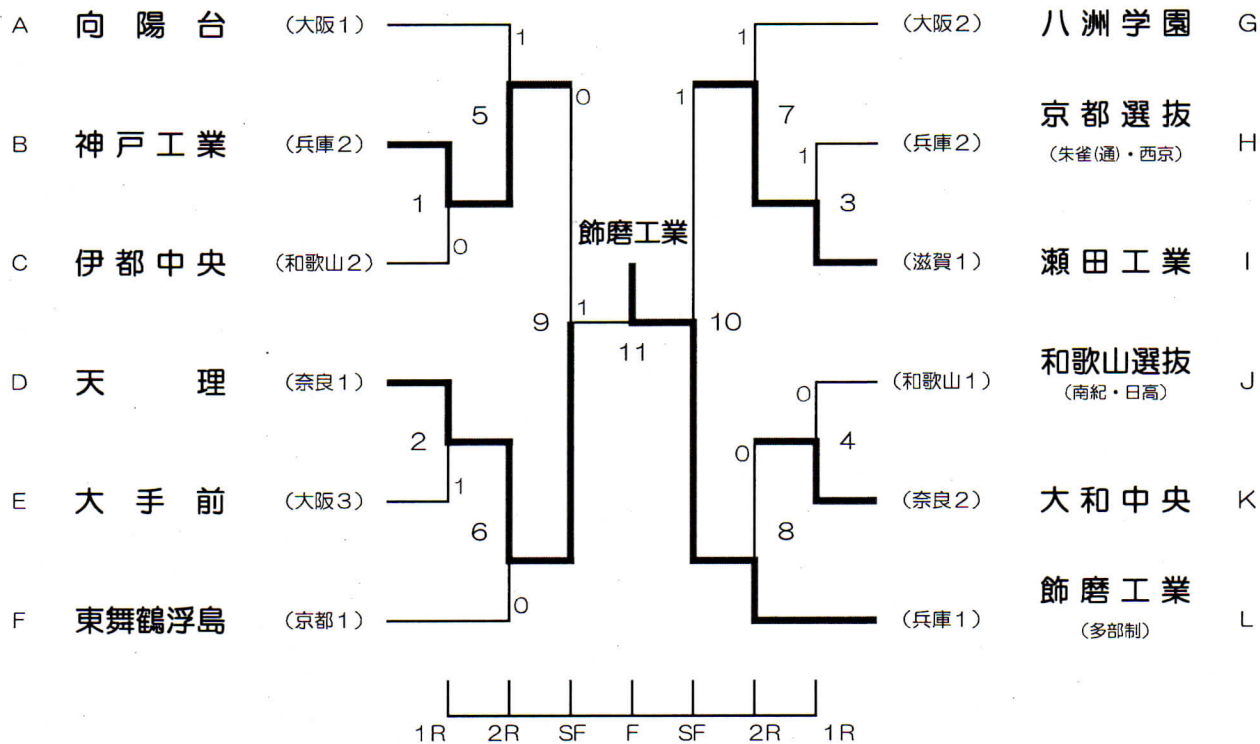 A 向陽台 (大阪1)
B 神戸工業 (兵庫2)
C 伊都中央 (和歌山2)
D 天理 (奈良1)
E 大手前 (大阪3)
F 東舞鶴浮島 (京都1)
1
5
0
1
0
9
2
1
6
0
飾磨工業
1
11
1
1
7
1
3
10
0
4
0
8
(大阪2) 八洲学園 G
(兵庫2) 京都選抜 H
(朱雀(通)・西京)
(滋賀1) 瀬田工業 I
(和歌山1) 和歌山選抜 J
(南紀・日高)
(奈良2) 大和中央 K
(兵庫1) 飾磨工業 L
(多部制)
1R 2R SF F SF 2R 1R